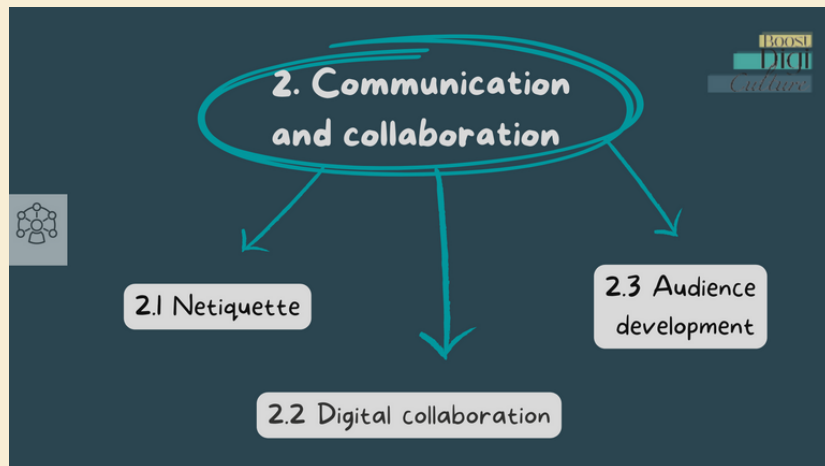 BOOST
DIGI
Culture
2. Communication
and collaboration
2.1 Netiquette
2.3 Audience
development
2.2 Digital collaboration